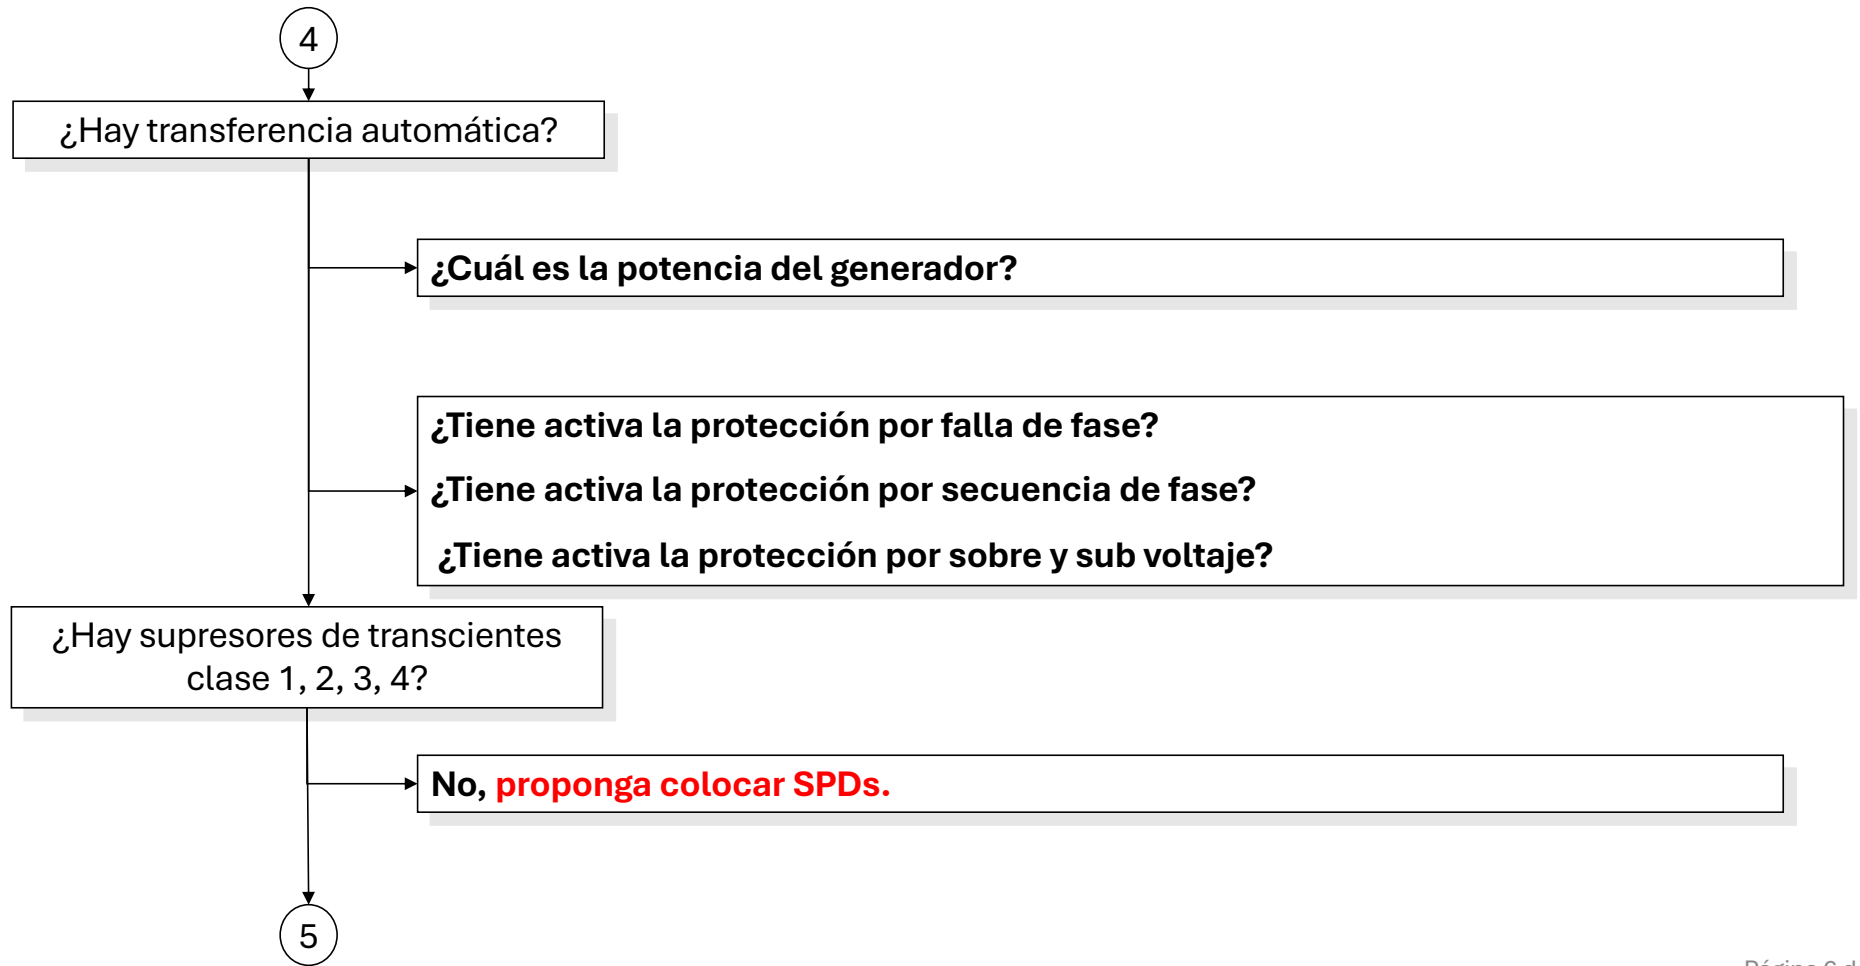 4
¿Hay transferencia automática?
¿Cuál es la potencia del generador?
¿Tiene activa la protección por falla de fase?
¿Tiene activa la protección por secuencia de fase?
¿Tiene activa la protección por sobre y sub voltaje?
¿Hay supresores de transcientes
clase 1, 2, 3, 4?
No, proponga colocar SPDs.
5
Página